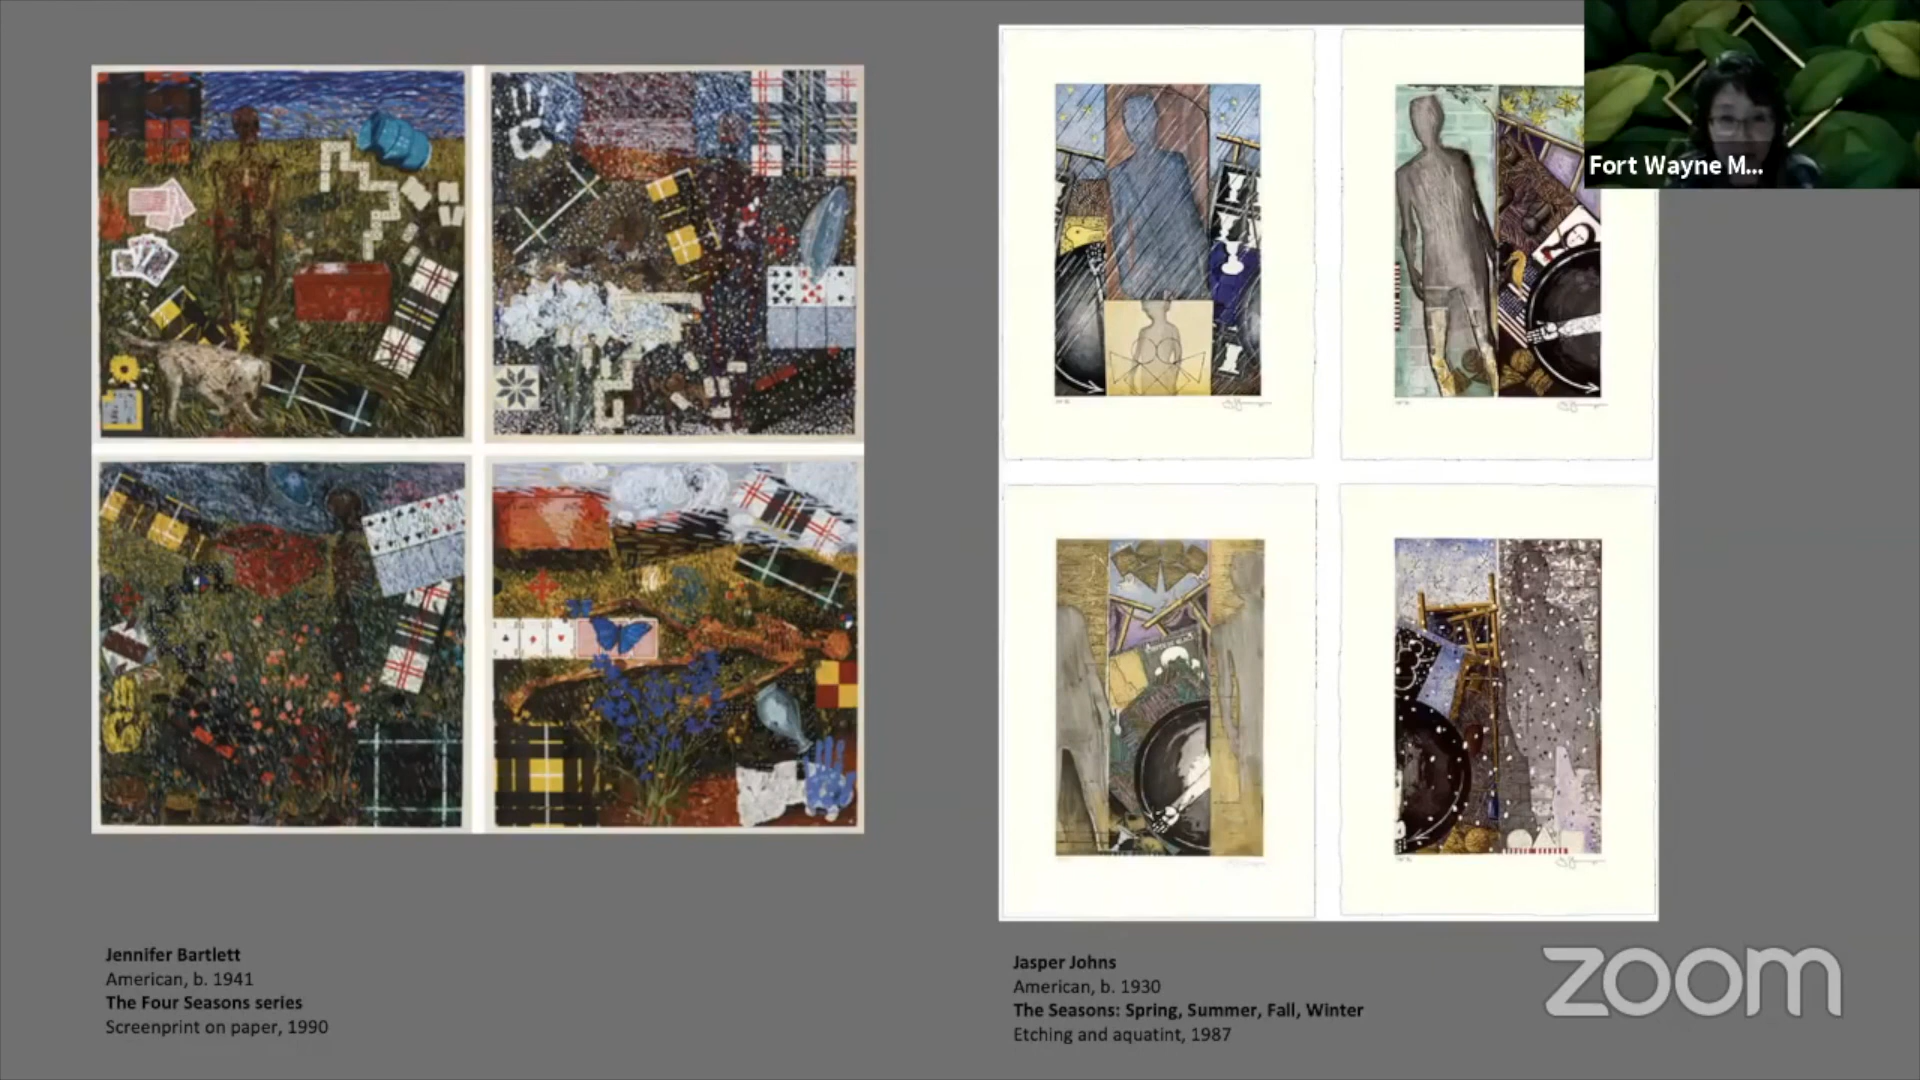 Fort Wayne M...
Jennifer Bartlett
American, b. 1941
The Four Seasons series
Screenprint on paper, 1990
Jasper Johns
American, b. 1930
The Seasons: Spring, Summer, Fall, Winter
Etching and aquatint, 1987
zoom